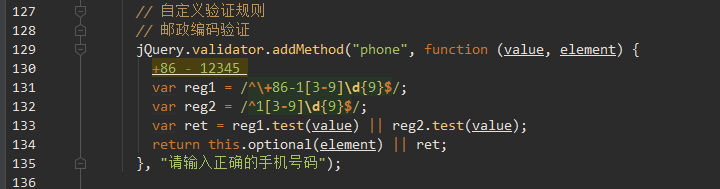 127 // 自定义验证规则
128 // 邮政编码验证
129 jQuery.validator.addMethod("phone", function (value, element) {
130 +86 - 12345
131 var reg1 = /^\+86-1[3-9]\d{9}$/;
132 var reg2 = /^1[3-9]\d{9}$/;
133 var ret = reg1.test(value) || reg2.test(value);
134 return this.optional(element) || ret;
135 }, "请输入正确的手机号码");
136